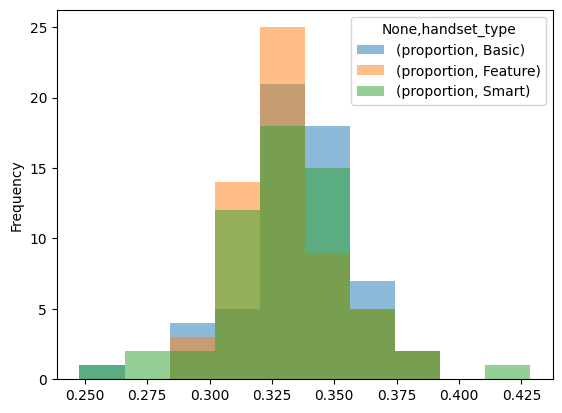 None,handset_type
(proportion, Basic)
(proportion, Feature)
(proportion, Smart)
Frequency
25
20
15
10
5
0
0.250 0.275 0.300 0.325 0.350 0.375 0.400 0.425